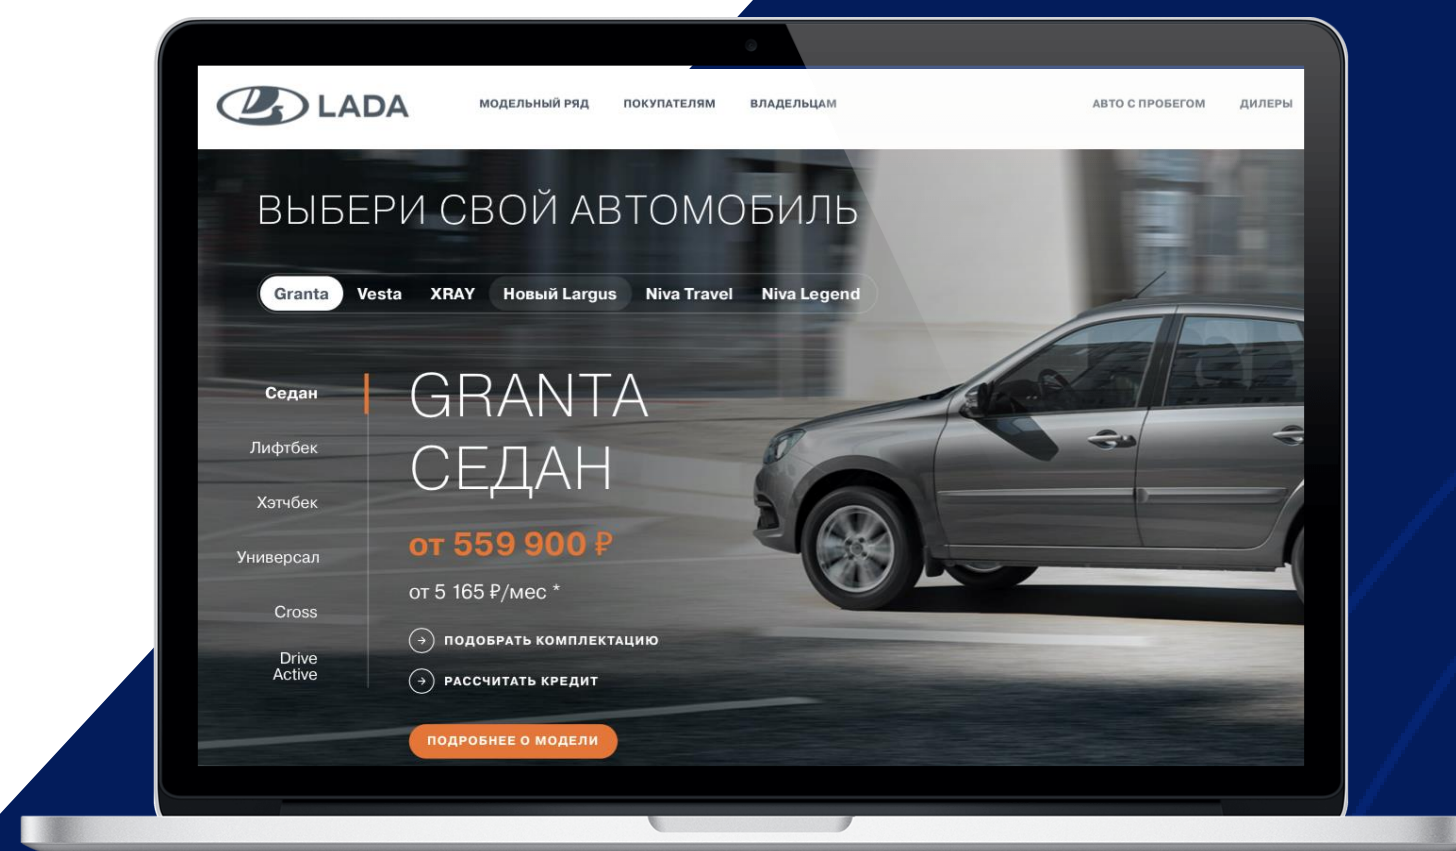 LADA
МОДЕЛЬНЫЙ РЯД ПОКУПАТЕЛЯМ ВЛАДЕЛЬЦАМ АВТО С ПРОБЕГОМ ДИЛЕРЫ
ВЫБЕРИ СВОЙ АВТОМОБИЛЬ
Granta Vesta XRAY Новый Largus Niva Travel Niva Legend
Седан
Лифтбек
Хэтчбек
Универсал
Cross
Drive
Active
GRANTA
СЕДАН
от 559 900 ₽
от 5 165 ₽/мес *
ПОДОБРАТЬ КОМПЛЕКТАЦИЮ
РАССЧИТАТЬ КРЕДИТ
ПОДРОБНЕЕ О МОДЕЛИ